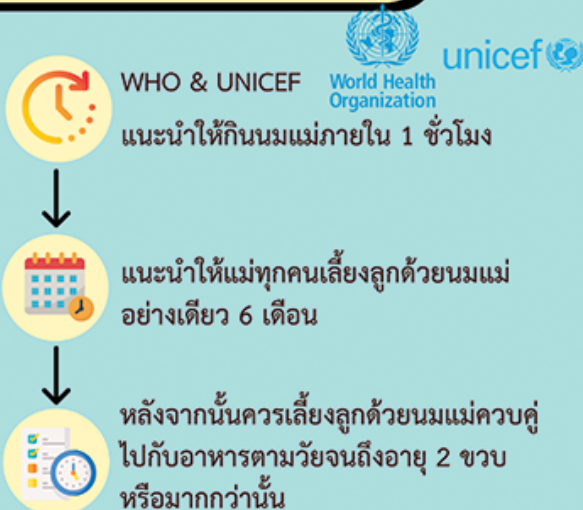 WHO & UNICEF
World Health
Organization
unicef
แนะนำให้กินนมแม่ภายใน 1 ชั่วโมง
แนะนำให้แม่ทุกคนเลี้ยงลูกด้วยนมแม่
อย่างเดียว 6 เดือน
หลังจากนั้นควรเลี้ยงลูกด้วยนมแม่ควบคู่
ไปกับอาหารตามวัยจนถึงอายุ 2 ขวบ
หรือมากกว่านั้น